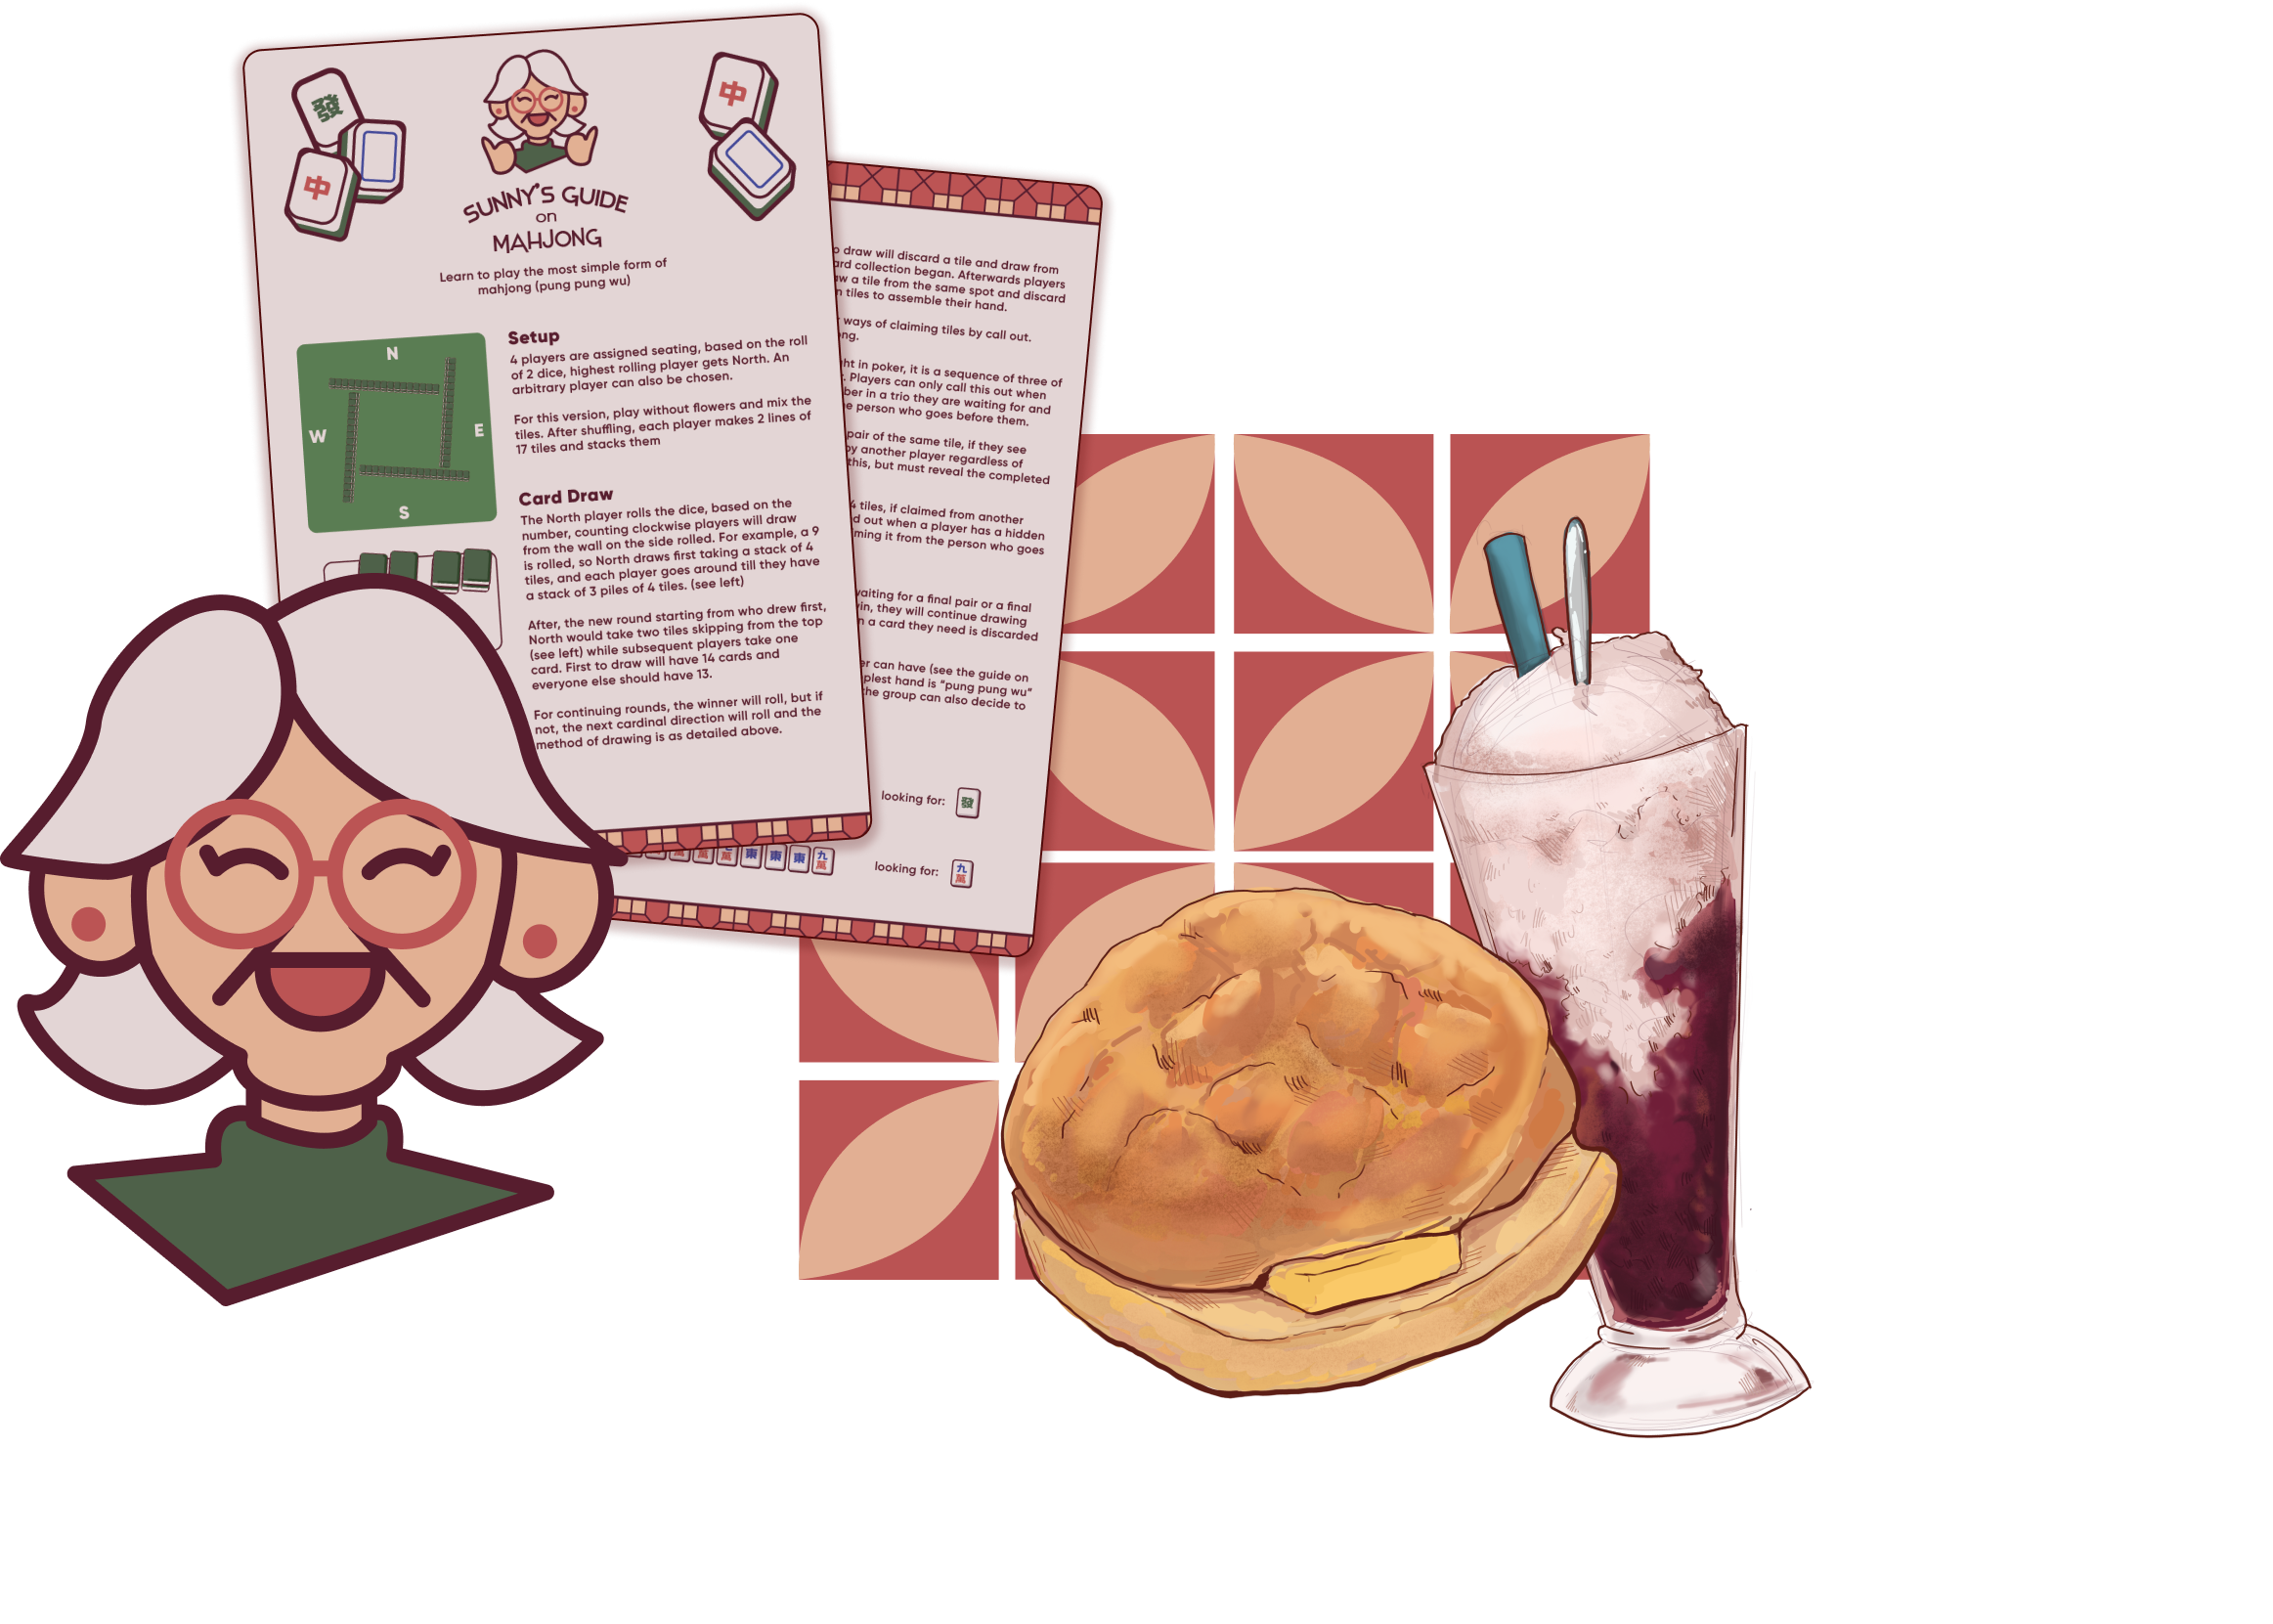 發
中
中
SUNNY'S GUIDE
on
MAHJONG
Learn to play the most simple form of
mahjong (pung pung wu)
N
W
E
S
Setup
4 players are assigned seating, based on the roll
of 2 dice, highest rolling player gets North. An
arbitrary player can also be chosen.
For this version, play without flowers and mix the
tiles. After shuffling, each player makes 2 lines of
17 tiles and stacks them
Card Draw
The North player rolls the dice, based on the
number, counting clockwise players will draw
from the wall on the side rolled. For example, a 9
is rolled, so North draws first taking a stack of 4
tiles, and each player goes around till they have
a stack of 3 piles of 4 tiles. (see left)
After, the new round starting from who drew first,
North would take two tiles skipping from the top
(see left) while subsequent players take one
card. First to draw will have 14 cards and
everyone else should have 13.
For continuing rounds, the winner will roll, but if
not, the next cardinal direction will roll and the
method of drawing is as detailed above.
draw will discard a tile and draw from
collection began. Afterwards players
a tile from the same spot and discard
tiles to assemble their hand.
ways of claiming tiles by call out.
in poker, it is a sequence of three of
Players can only call this out when
in a trio they are waiting for and
person who goes before them.
pair of the same tile, if they see
by another player regardless of
this, but must reveal the completed
4 tiles, if claimed from another
out when a player has a hidden
it from the person who goes
waiting for a final pair or a final
they will continue drawing
a card they need is discarded
can have (see the guide on
hand is "pung pung wu"
the group can also decide to
looking for: 發
萬 萬 萬 東 東 東 九萬
looking for: 九萬